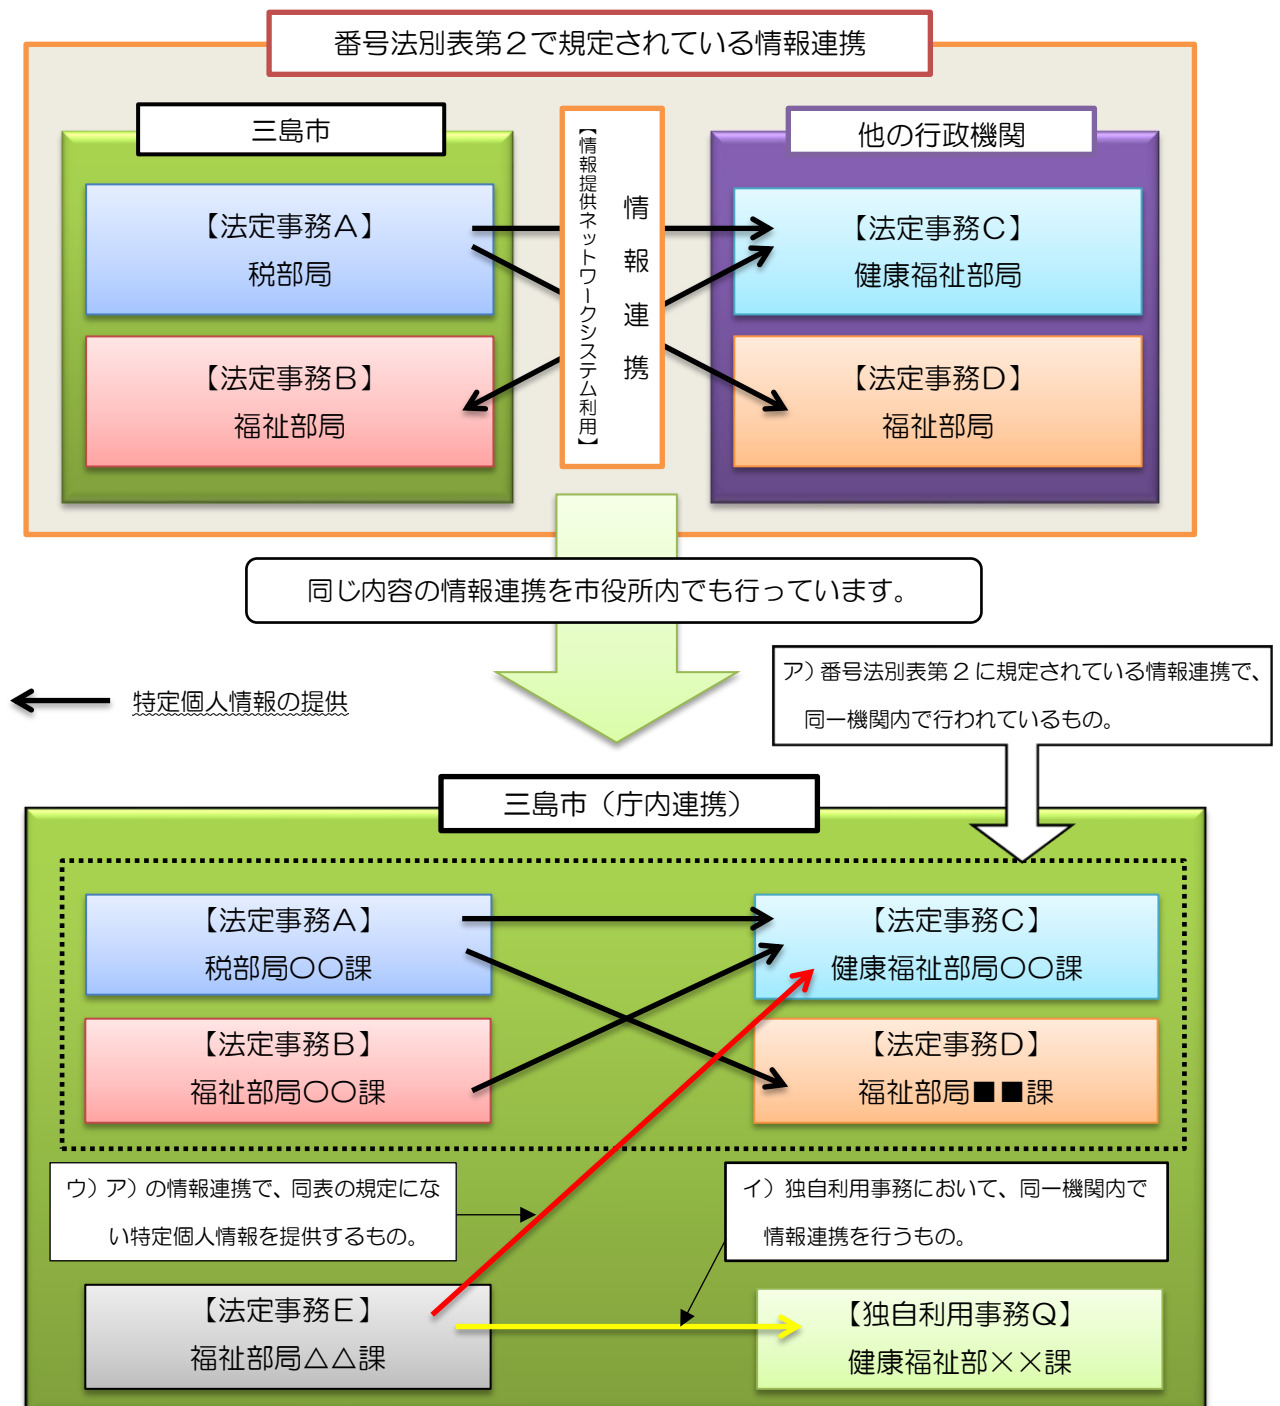 番号法別表第２で規定されている情報連携
三島市
他の行政機関
【法定事務Ａ】
税部局
【法定事務Ｂ】
福祉部局
【情報提供ネットワークシステム利用】
情報連携
【法定事務Ｃ】
健康福祉部局
【法定事務Ｄ】
福祉部局
同じ内容の情報連携を市役所内でも行っています。
特定個人情報の提供
ア）番号法別表第２に規定されている情報連携で、
同一機関内で行われているもの。
三島市（庁内連携）
【法定事務Ａ】
税部局〇〇課
【法定事務Ｃ】
健康福祉部局〇〇課
【法定事務Ｂ】
福祉部局〇〇課
【法定事務Ｄ】
福祉部局■■課
ウ）ア）の情報連携で、同表の規定にな
い特定個人情報を提供するもの。
イ）独自利用事務において、同一機関内で
情報連携を行うもの。
【法定事務Ｅ】
福祉部局△△課
【独自利用事務Ｑ】
健康福祉部××課